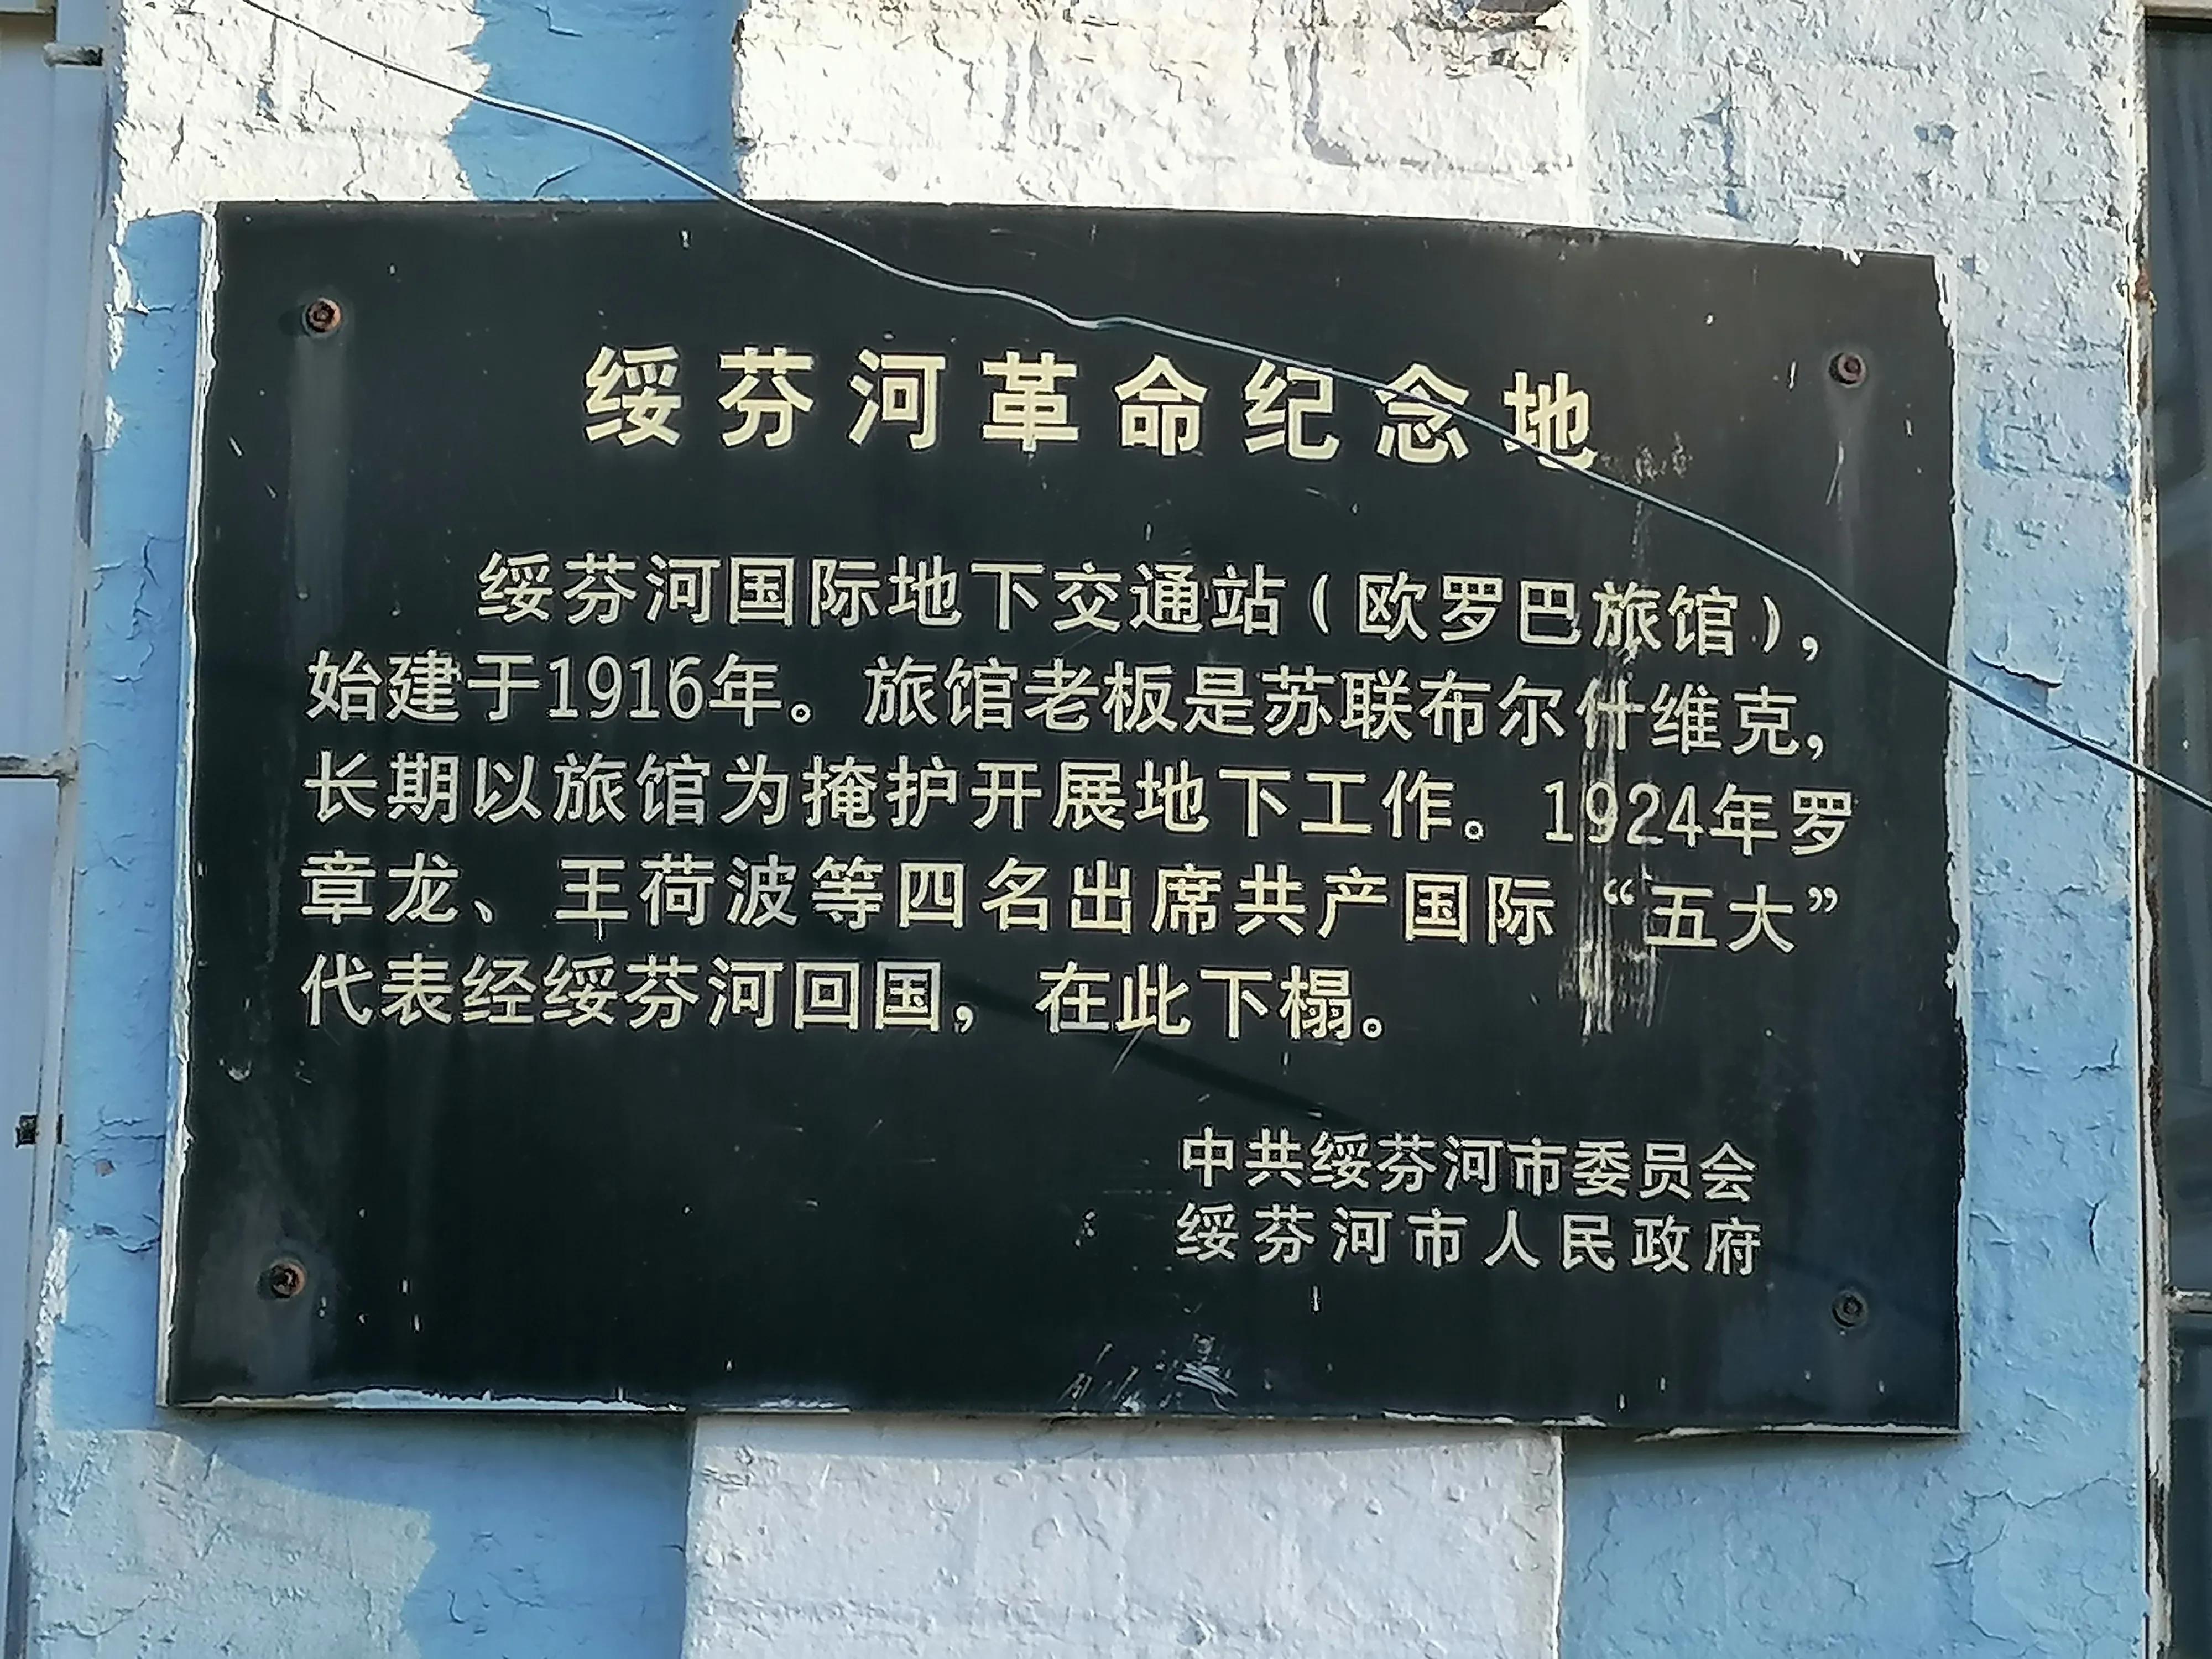 绥芬河革命纪念地
绥芬河国际地下交通站(欧罗巴旅馆),
始建于1916年。旅馆老板是苏联布尔什维克,
长期以旅馆为掩护开展地下工作。1924年罗
章龙、王荷波等四名出席共产国际“五大”
代表经绥芬河回国,在此下榻。
中共绥芬河市委员会
绥芬河市人民政府